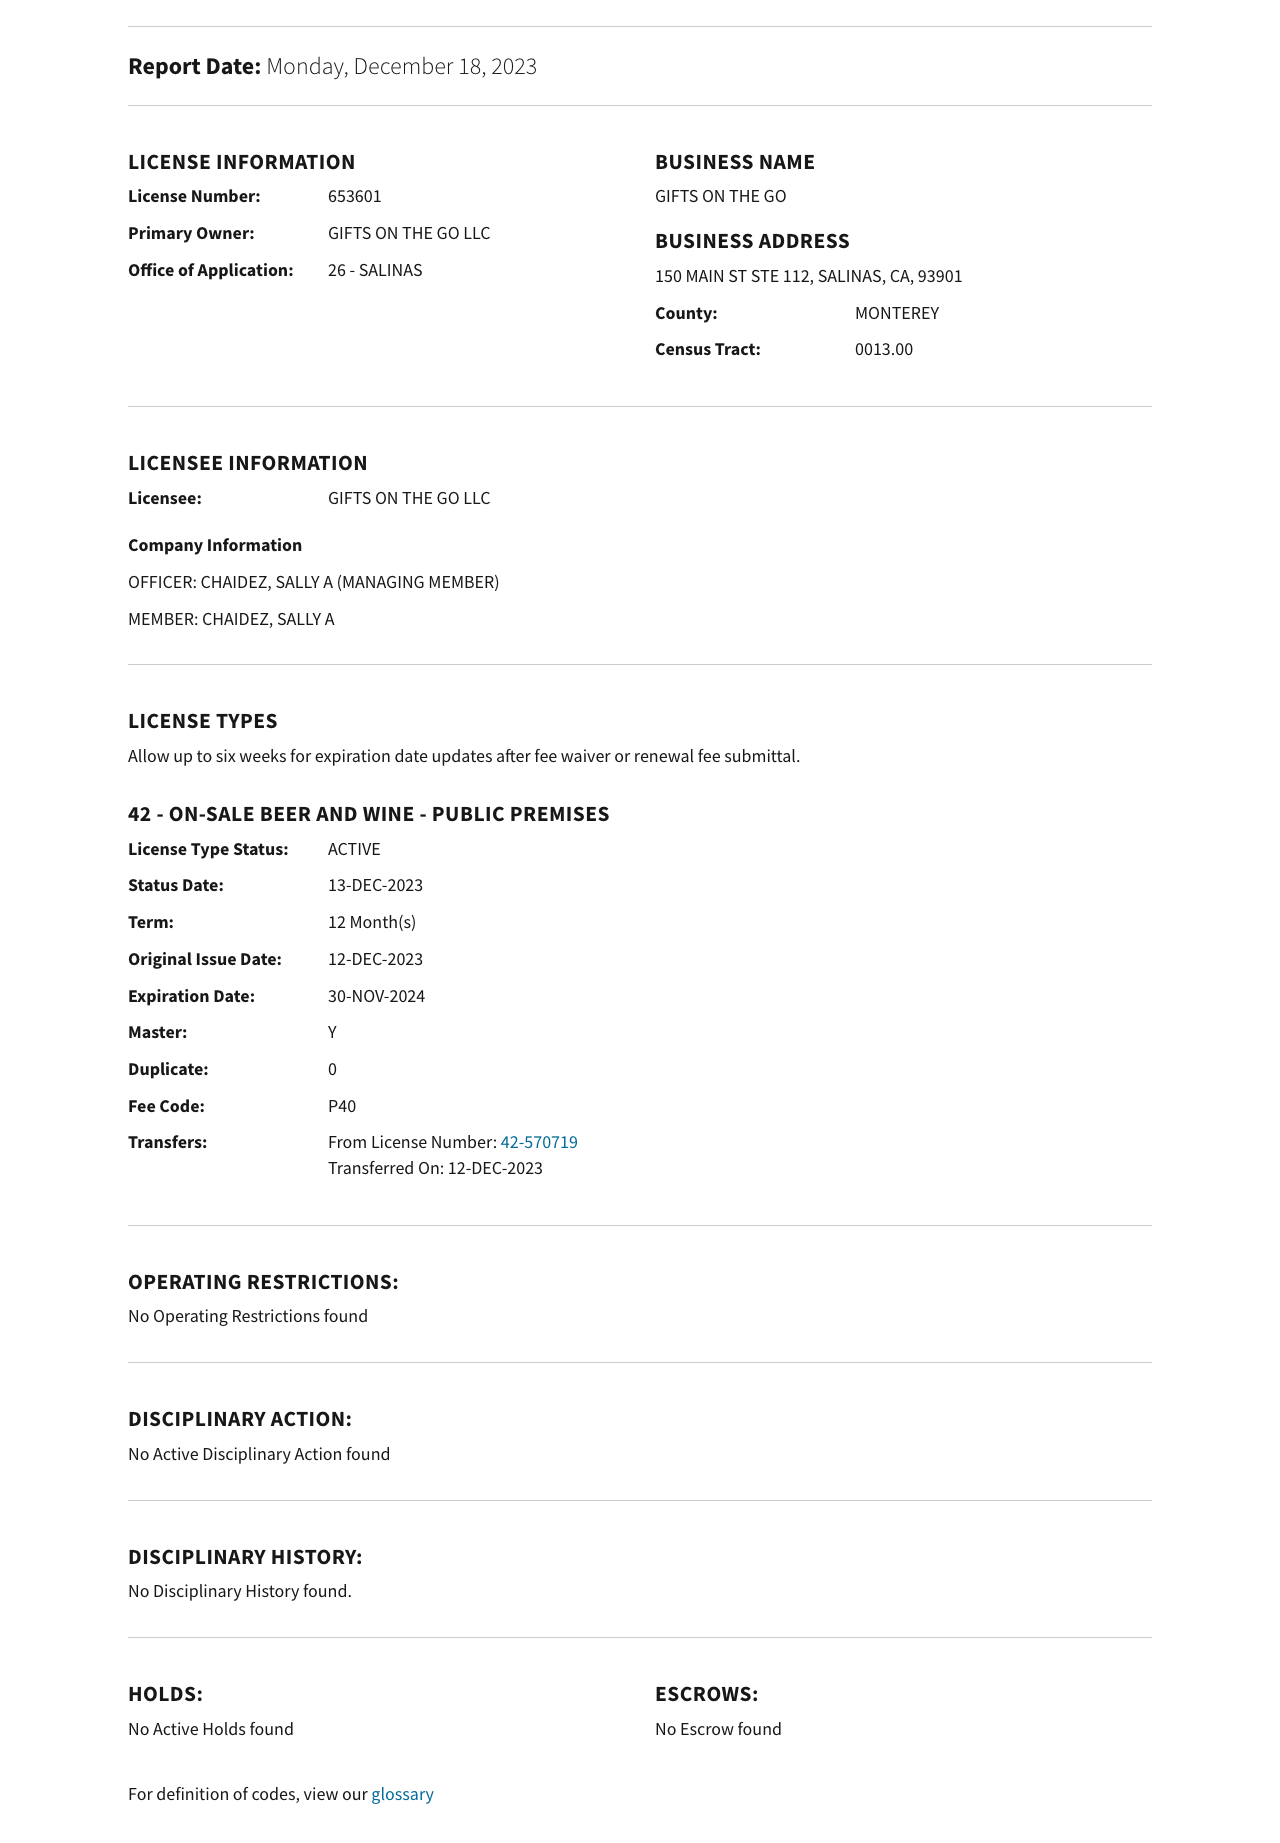 Report Date: Monday, December 18, 2023
LICENSE INFORMATION
License Number: 653601
Primary Owner: GIFTS ON THE GO LLC
Office of Application: 26 - SALINAS
BUSINESS NAME
GIFTS ON THE GO
BUSINESS ADDRESS
150 MAIN ST STE 112, SALINAS, CA, 93901
County: MONTEREY
Census Tract: 0013.00
LICENSEE INFORMATION
Licensee: GIFTS ON THE GO LLC
Company Information
OFFICER: CHAIDEZ, SALLY A (MANAGING MEMBER)
MEMBER: CHAIDEZ, SALLY A
LICENSE TYPES
Allow up to six weeks for expiration date updates after fee waiver or renewal fee submittal.
42 - ON-SALE BEER AND WINE - PUBLIC PREMISES
License Type Status: ACTIVE
Status Date: 13-DEC-2023
Term: 12 Month(s)
Original Issue Date: 12-DEC-2023
Expiration Date: 30-NOV-2024
Master: Y
Duplicate: 0
Fee Code: P40
Transfers: From License Number: 42-570719
Transferred On: 12-DEC-2023
OPERATING RESTRICTIONS:
No Operating Restrictions found
DISCIPLINARY ACTION:
No Active Disciplinary Action found
DISCIPLINARY HISTORY:
No Disciplinary History found.
HOLDS:
No Active Holds found
ESCROWS:
No Escrow found
For definition of codes, view our glossary